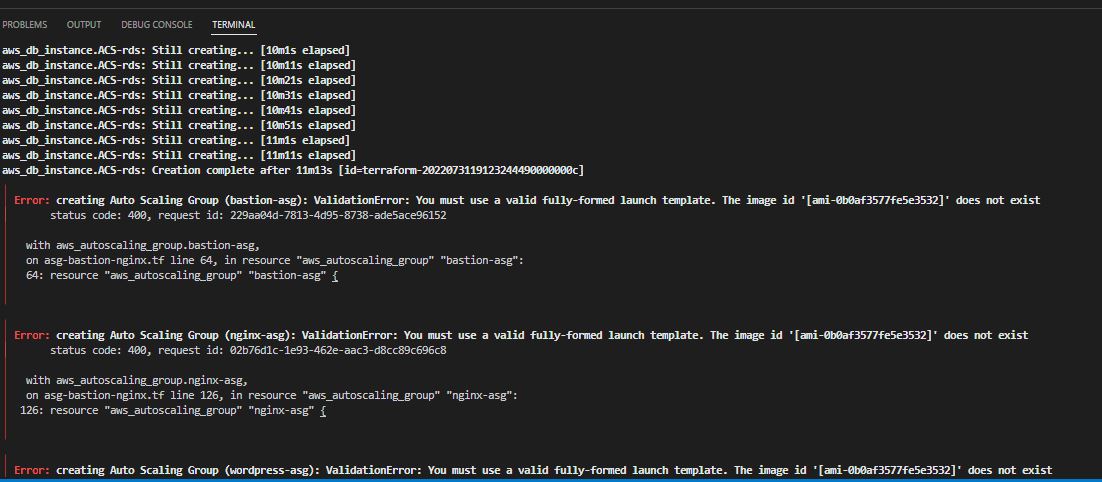 PROBLEMS OUTPUT DEBUG CONSOLE TERMINAL
aws_db_instance.ACS-rds: Still creating... [10m1s elapsed]
aws_db_instance.ACS-rds: Still creating... [10m11s elapsed]
aws_db_instance.ACS-rds: Still creating... [10m21s elapsed]
aws_db_instance.ACS-rds: Still creating... [10m31s elapsed]
aws_db_instance.ACS-rds: Still creating... [10m41s elapsed]
aws_db_instance.ACS-rds: Still creating... [10m51s elapsed]
aws_db_instance.ACS-rds: Still creating... [11m1s elapsed]
aws_db_instance.ACS-rds: Still creating... [11m11s elapsed]
aws_db_instance.ACS-rds: Creation complete after 11m13s [id=terraform-20220731191232444900000000c]
Error: creating Auto Scaling Group (bastion-asg): ValidationError: You must use a valid fully-formed launch template. The image id '[ami-0b0af3577fe5e3532]' does not exist
status code: 400, request id: 229aa04d-7813-4d95-8738-ade5ace96152
with aws_autoscaling_group.bastion-asg,
on asg-bastion-nginx.tf line 64, in resource "aws_autoscaling_group" "bastion-asg":
64: resource "aws_autoscaling_group" "bastion-asg" {
Error: creating Auto Scaling Group (nginx-asg): ValidationError: You must use a valid fully-formed launch template. The image id '[ami-0b0af3577fe5e3532]' does not exist
status code: 400, request id: 02b76d1c-1e93-462e-aac3-d8cc89c696c8
with aws_autoscaling_group.nginx-asg,
on asg-bastion-nginx.tf line 126, in resource "aws_autoscaling_group" "nginx-asg":
126: resource "aws_autoscaling_group" "nginx-asg" {
Error: creating Auto Scaling Group (wordpress-asg): ValidationError: You must use a valid fully-formed launch template. The image id '[ami-0b0af3577fe5e3532]' does not exist